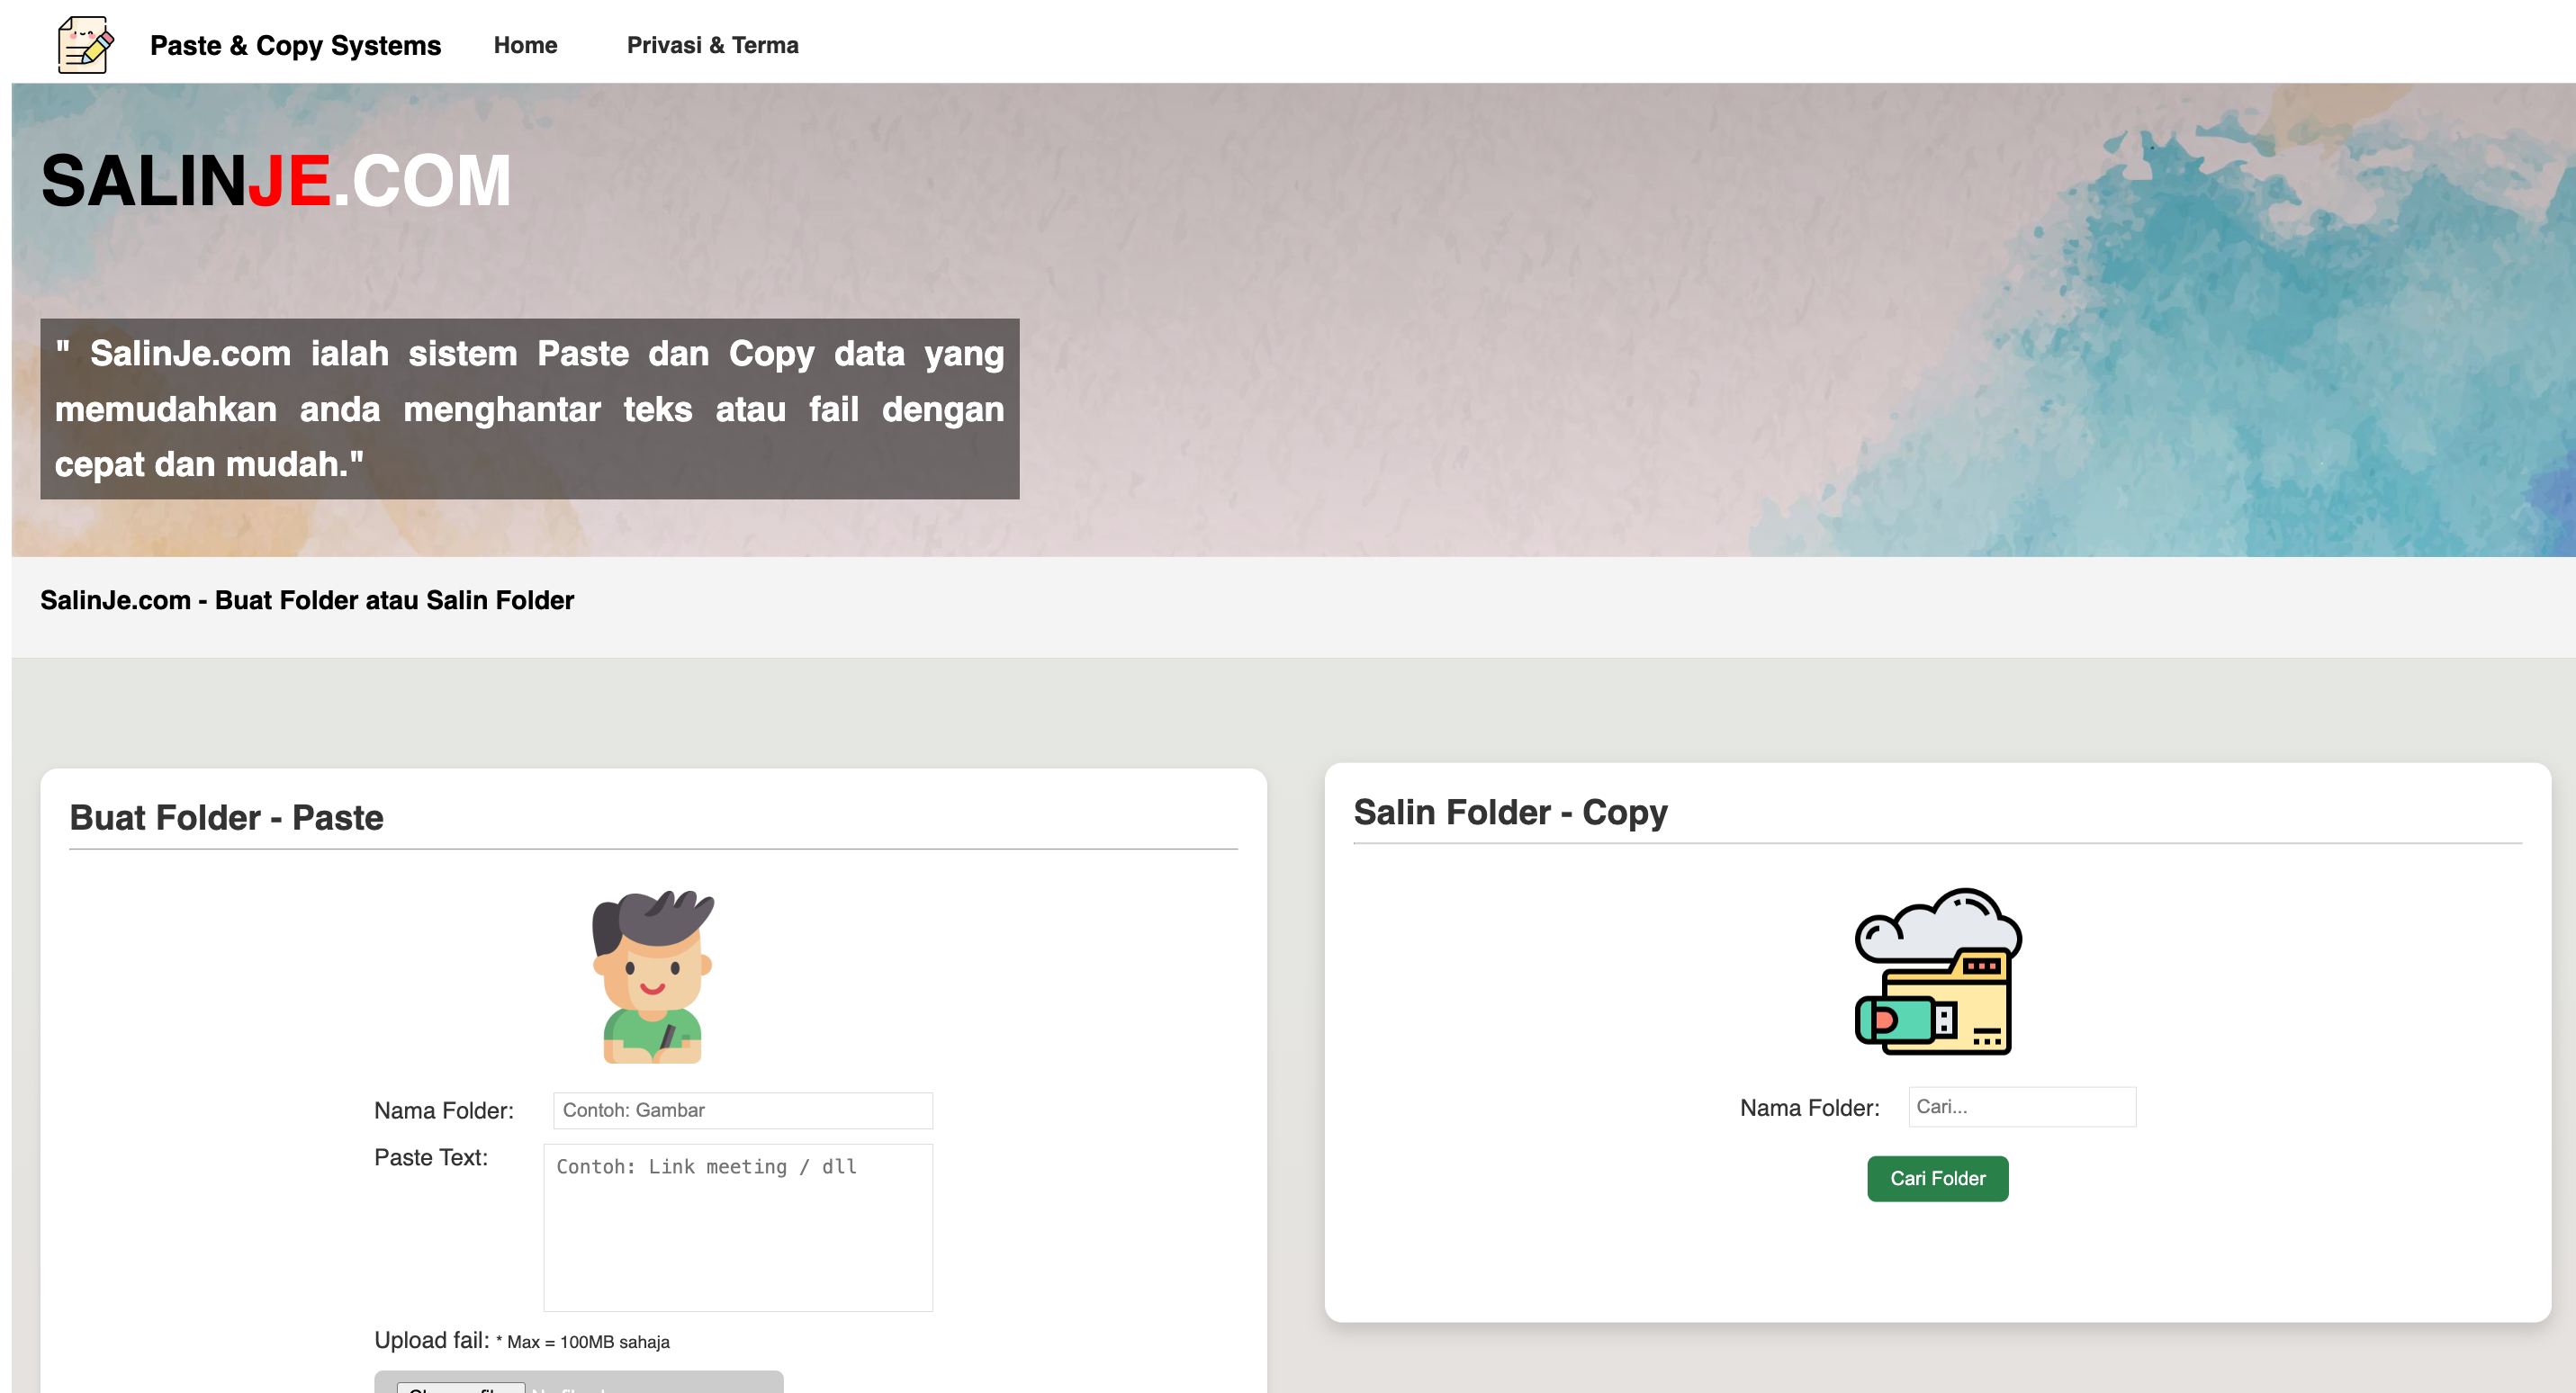 Paste & Copy Systems
Home
Privasi & Terma
SALINJE.COM
" SalinJe.com ialah sistem Paste dan Copy data yang
memudahkan anda menghantar teks atau fail dengan
cepat dan mudah."
SalinJe.com - Buat Folder atau Salin Folder
Buat Folder - Paste
Nama Folder:
Contoh: Gambar
Paste Text:
Contoh: Link meeting / dll
Upload fail: * Max = 100MB sahaja
Salin Folder - Copy
Nama Folder:
Cari...
Cari Folder